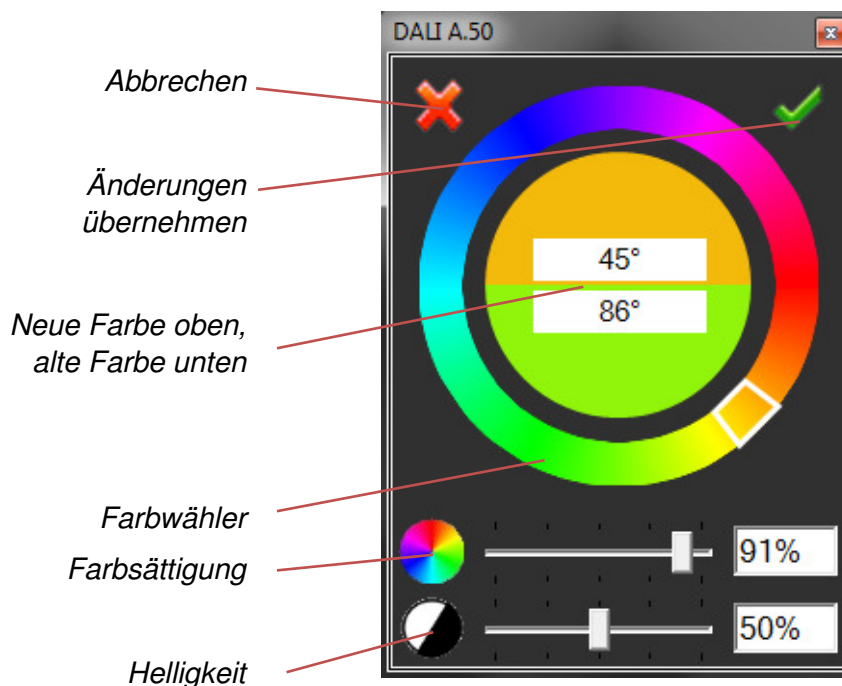 DALI A.50
Abbrechen
Änderungen
übernehmen
45°
86°
Neue Farbe oben,
alte Farbe unten
Farbwähler
Farbsättigung
91%
50%
Helligkeit